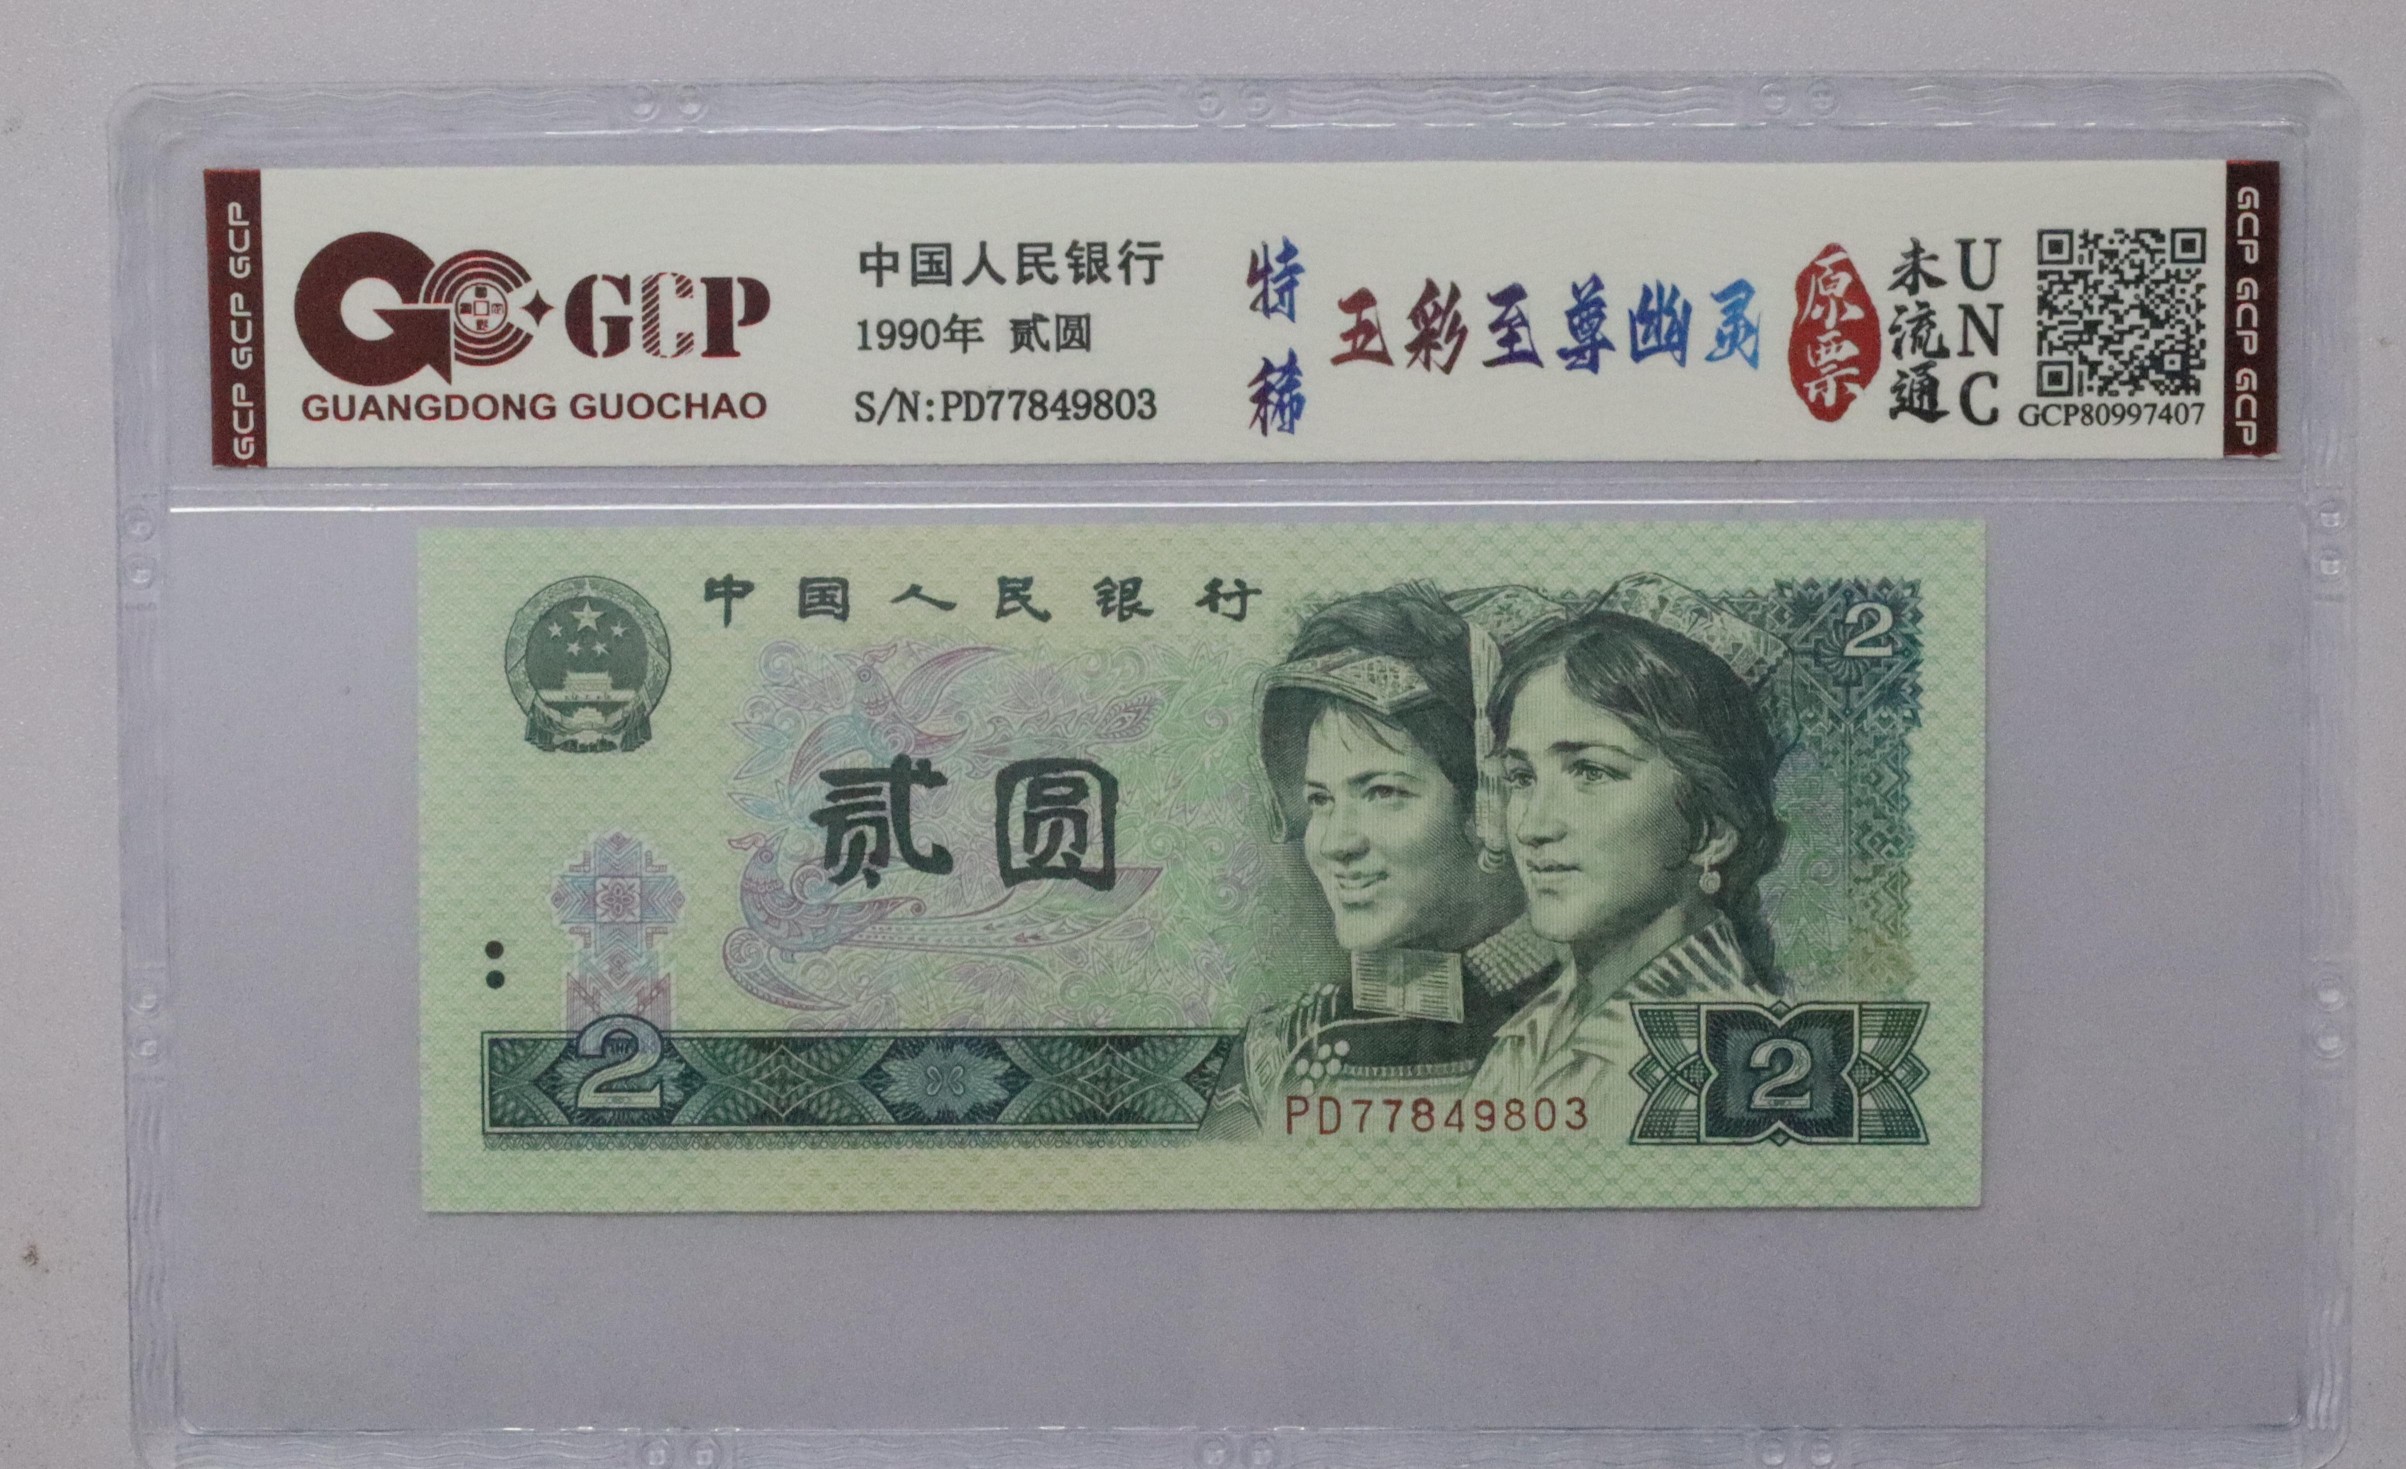 GCP GCP GCP
GCP
GUANGDONG GUOCHAO
中国人民银行
1990年 贰圆
S/N:PD77849803
特稀
五彩至尊幽灵
原票
未流通
UNC
GCP80997407
GCP GCP GCP
中国人民银行
2
贰圆
2
PD77849803
2